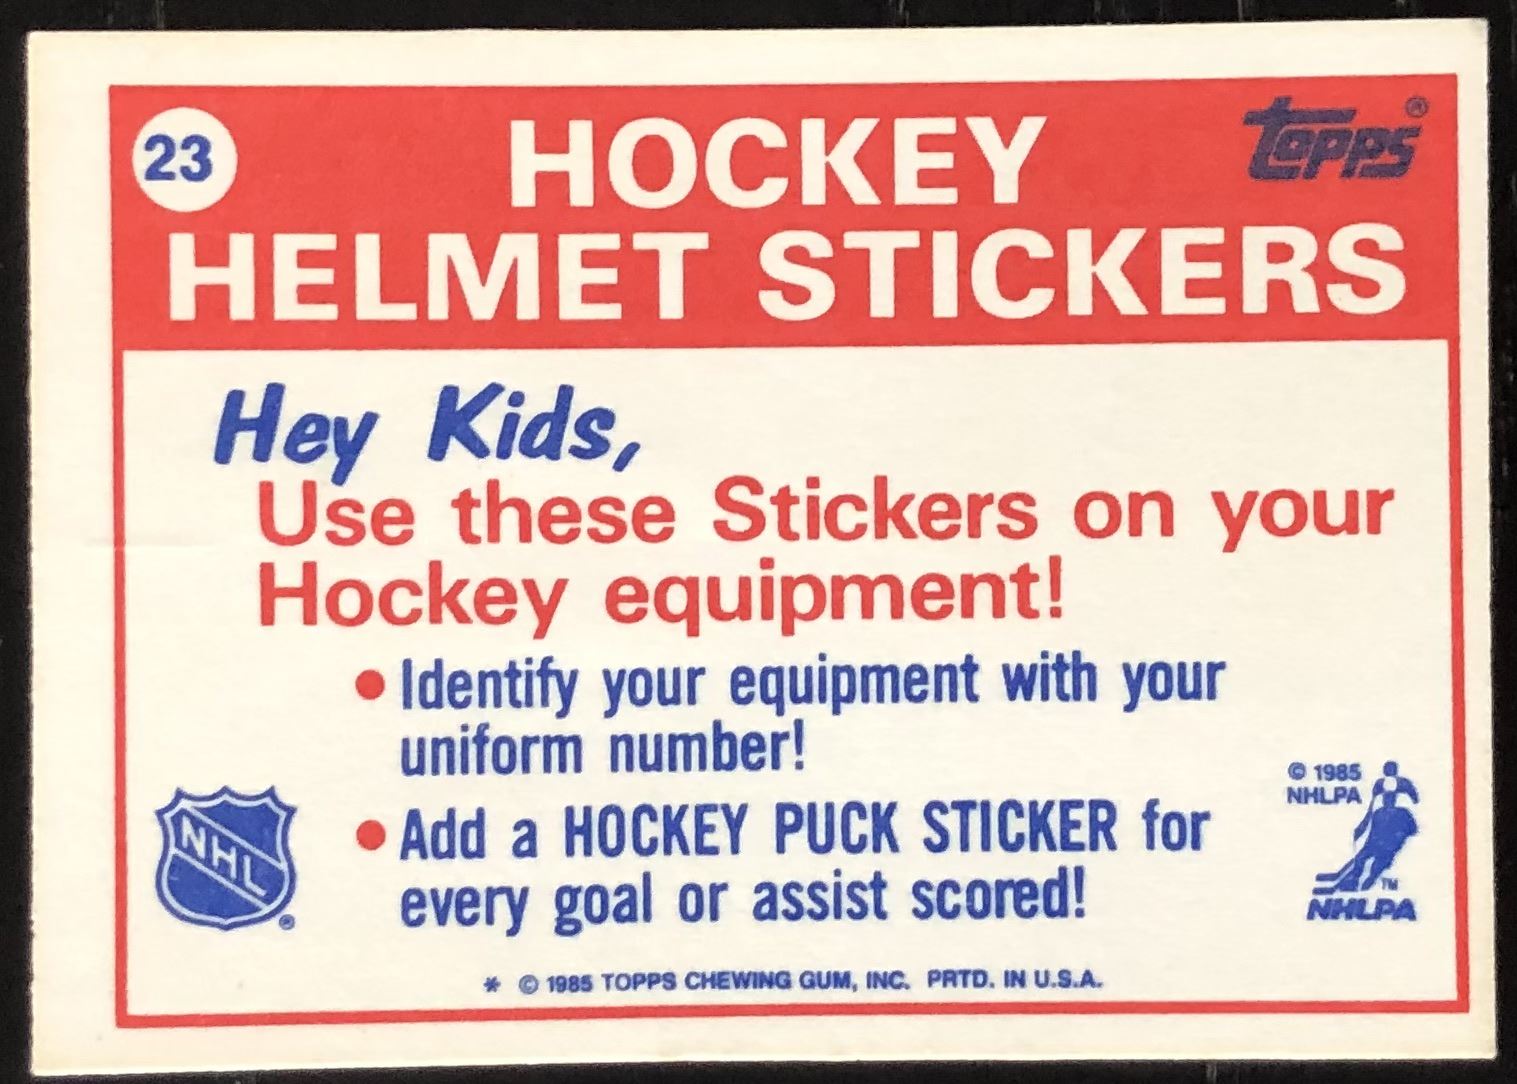 23
HOCKEY
topps®
HELMET STICKERS
Hey Kids,
Use these Stickers on your
Hockey equipment!
• Identify your equipment with your
uniform number!
• Add a HOCKEY PUCK STICKER for
every goal or assist scored!
NHL
®
© 1985
NHLPA
TM
NHLPA
* © 1985 TOPPS CHEWING GUM, INC. PRTD. IN U.S.A.